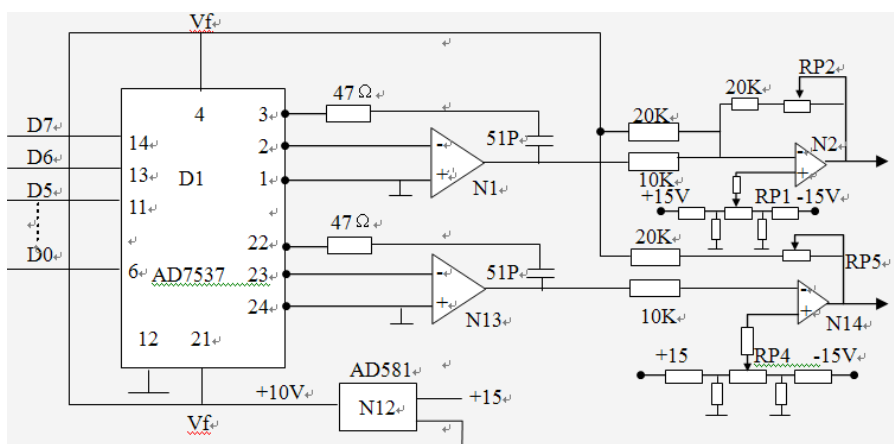 Vf
47Ω
RP2
20K
20K
D7
4
3
51P
N2
14
2
D6
13
D1
1
N1
10K
D5
11
+15V
RP1 -15V
47Ω
22
20K
D0
6
AD7537
23
51P
RP5
24
N13
10K
N14
12
21
AD581
+15
RP4
-15V
+10V
N12
+15
Vf